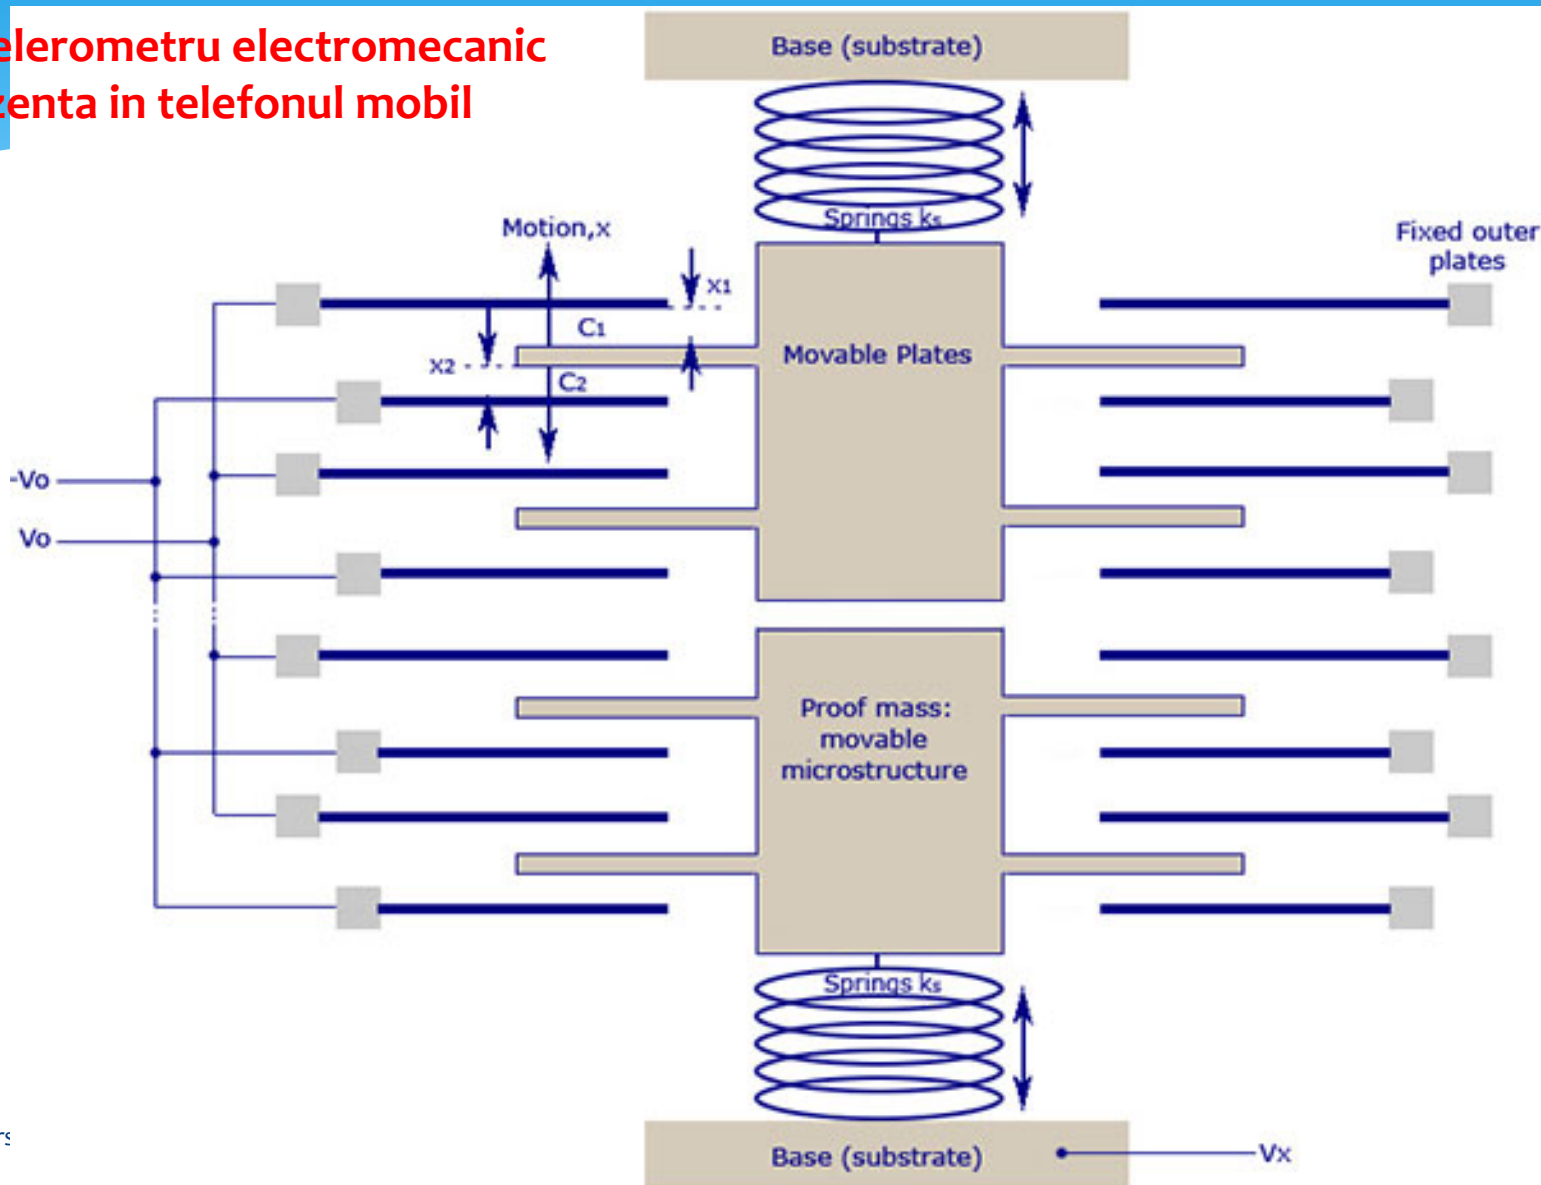 elerometru electromecanic
zenta in telefonul mobil
Base (substrate)
Springs ks
Motion,x
Fixed outer
plates
X1
C1
X2
C2
Movable Plates
-Vo
Vo
Proof mass:
movable
microstructure
Springs ks
Base (substrate)
Vx